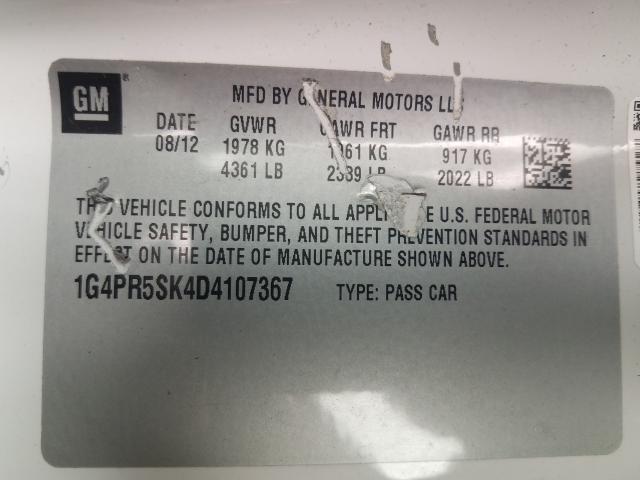 GM
MFD BY GENERAL MOTORS LLC
DATE GVWR GAWR FRT GAWR RR
08/12 1978 KG 1061 KG 917 KG
4361 LB 2339 LB 2022 LB
THIS VEHICLE CONFORMS TO ALL APPLICABLE U.S. FEDERAL MOTOR
VEHICLE SAFETY, BUMPER, AND THEFT PREVENTION STANDARDS IN
EFFECT ON THE DATE OF MANUFACTURE SHOWN ABOVE.
1G4PR5SK4D4107367 TYPE: PASS CAR